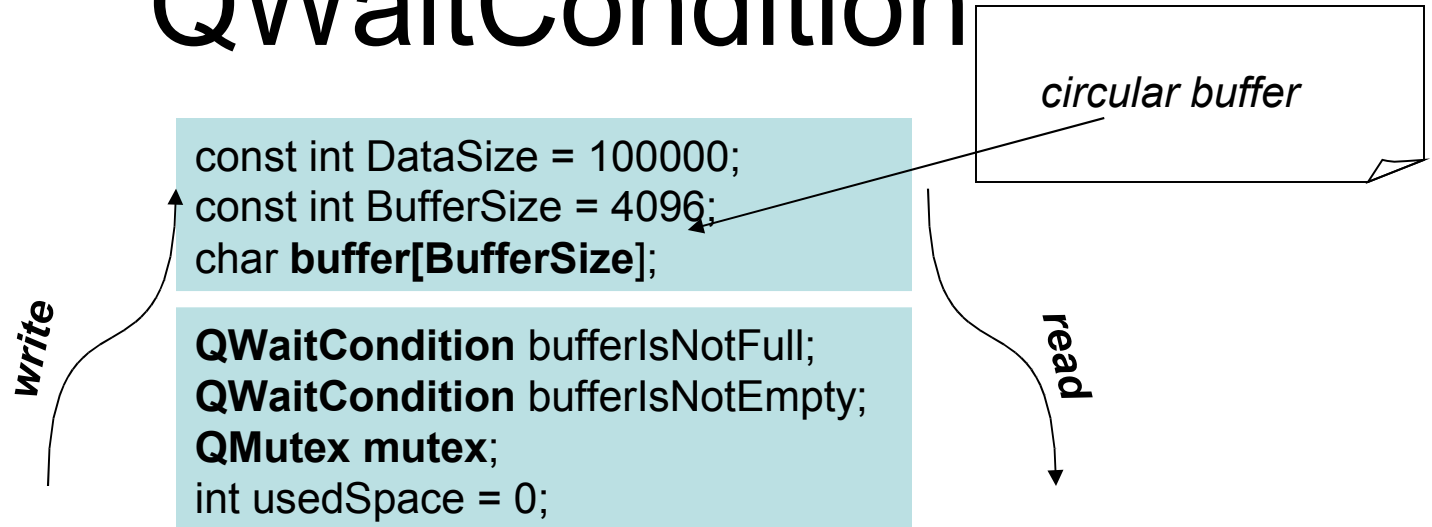 QWaitCondition
circular buffer
const int DataSize = 100000;
const int BufferSize = 4096;
char buffer[BufferSize];
write
read
QWaitCondition bufferIsNotFull;
QWaitCondition bufferIsNotEmpty;
QMutex mutex;
int usedSpace = 0;